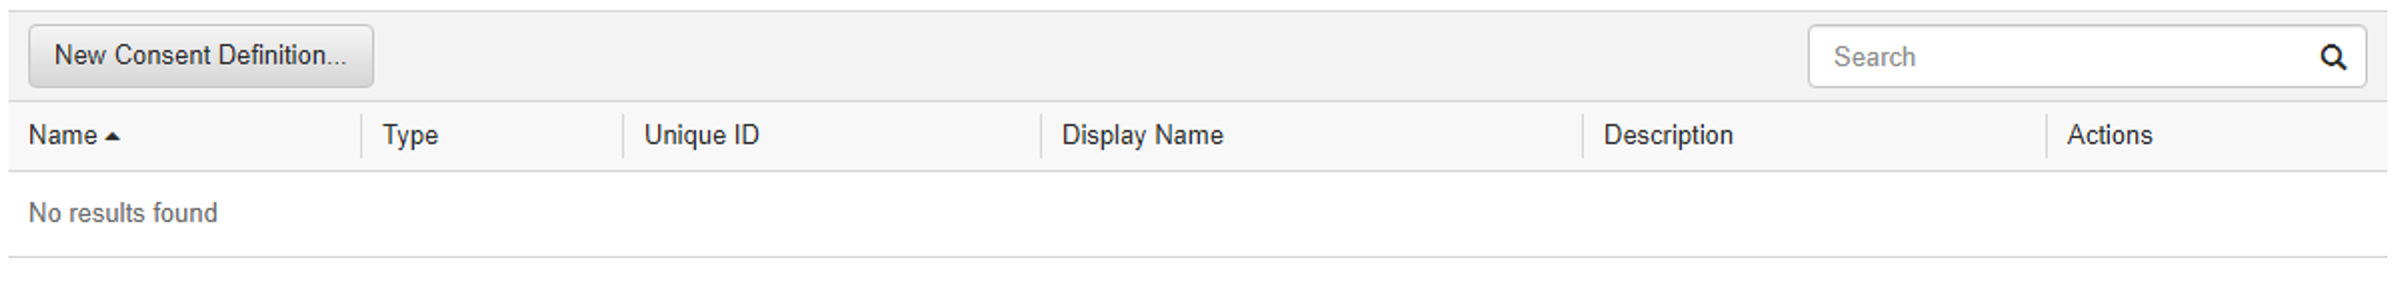 New Consent Definition...
Search
Name Type Unique ID Display Name Description Actions
No results found